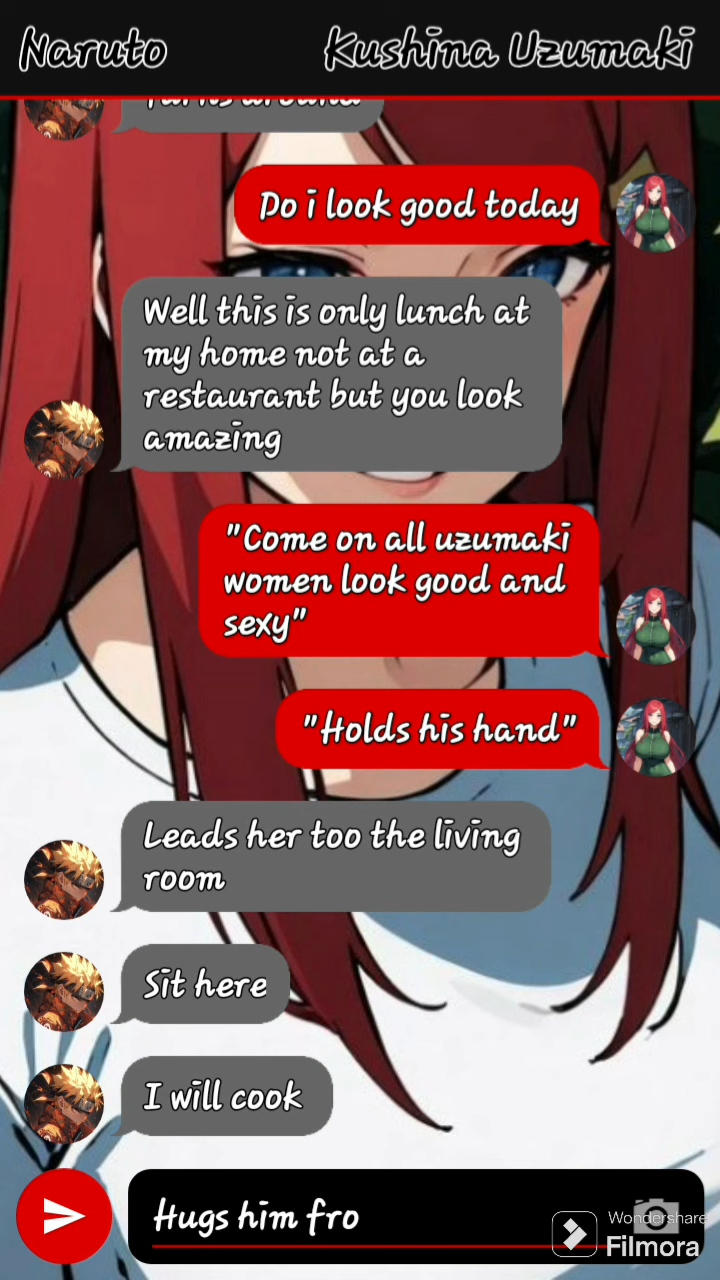 Naruto
Kushina Uzumaki
Turns around
Do i look good today
Well this is only lunch at
my home not at a
restaurant but you look
amazing
"Come on all uzumaki
women look good and
sexy"
"Holds his hand"
Leads her too the living
room
Sit here
I will cook
Hugs him fro
Wondershare
Filmora